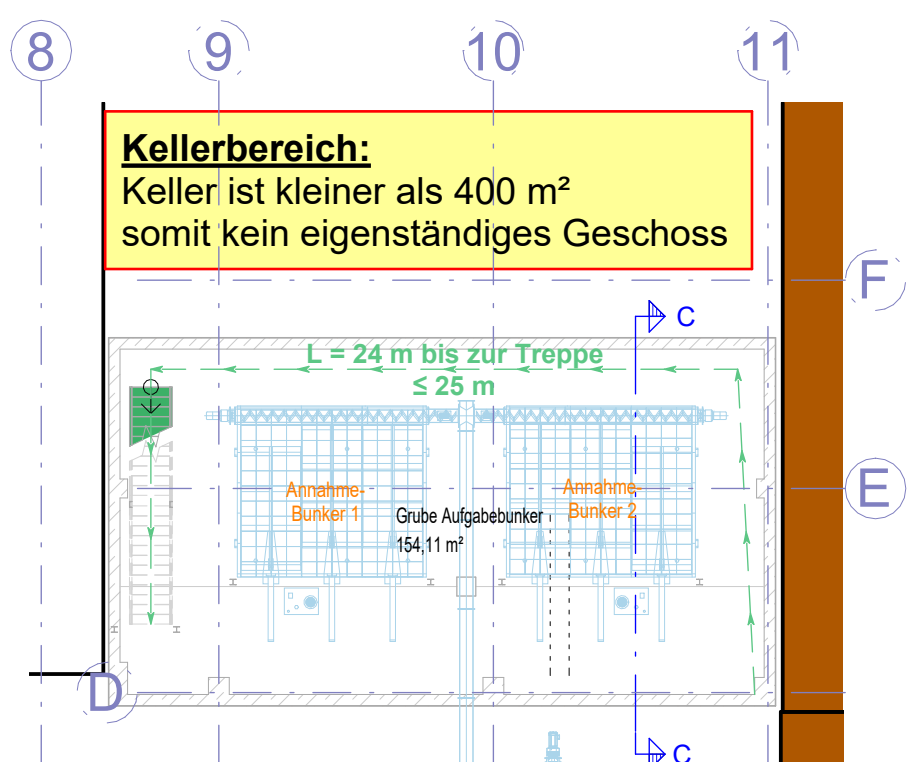 8
9
10
11
Kellerbereich:
Keller ist kleiner als 400 m²
somit kein eigenständiges Geschoss
F
C
L = 24 m bis zur Treppe
≤ 25 m
E
Annahme-
Bunker 1
Annahme-
Bunker 2
Grube Aufgabebunker
154,11 m²
D
C